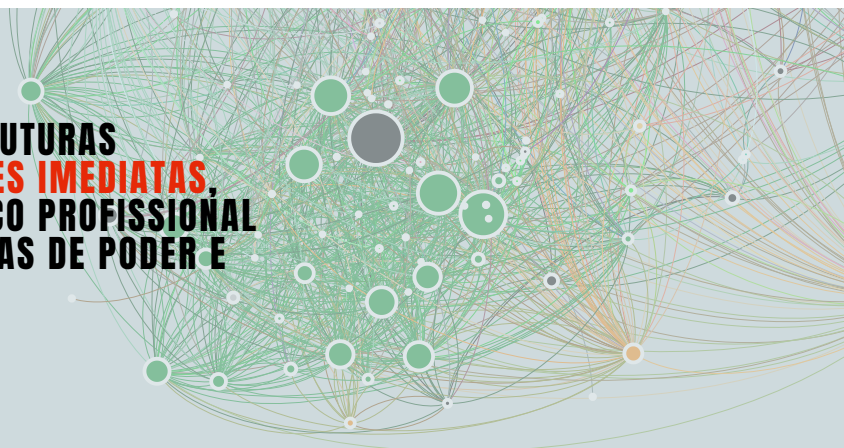 UTURAS
ES IMEDIATAS,
CO PROFISSIONAL
AS DE PODER E